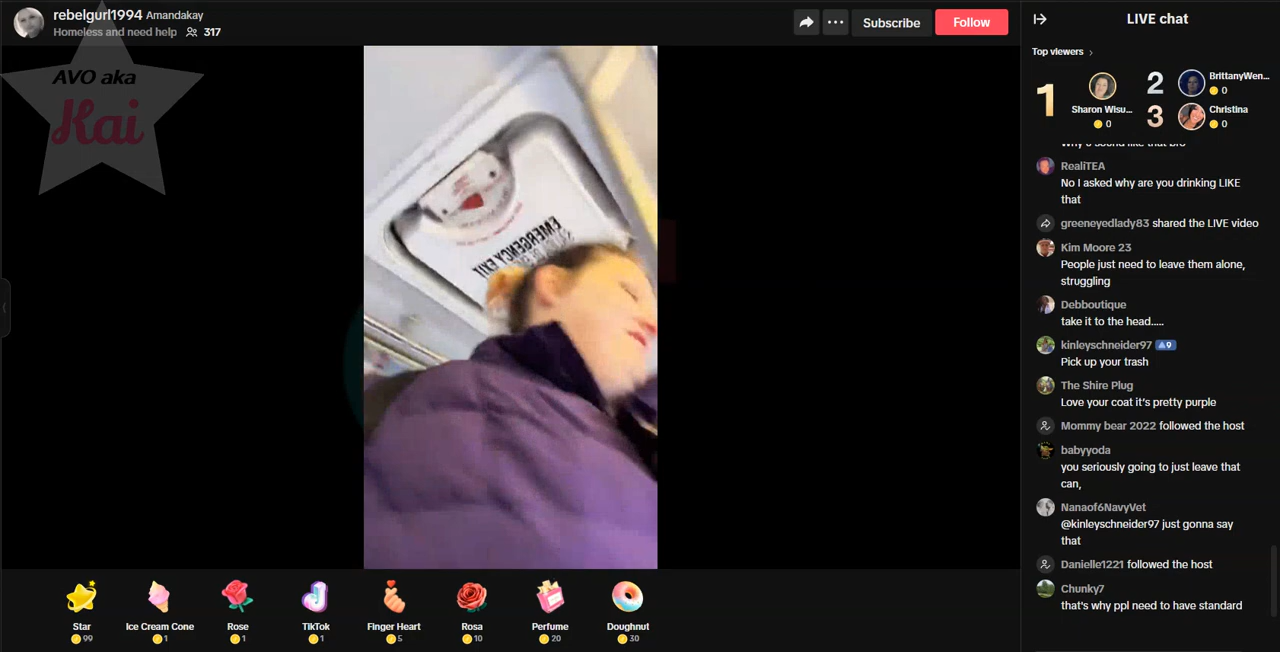 rebelgurl1994 Amandakay
Homeless and need help 317
Subscribe
Follow
AVO aka
Kai
EMERGENCY EXIT
Star
99
Ice Cream Cone
1
Rose
1
TikTok
1
Finger Heart
5
Rosa
10
Perfume
20
Doughnut
30
LIVE chat
Top viewers
1
Sharon Wisu...
0
2
BrittanyWen...
0
3
Christina
0
RealiTEA
No I asked why are you drinking LIKE
that
greeneyedlady83 shared the LIVE video
Kim Moore 23
People just need to leave them alone,
struggling
Debboutique
take it to the head.....
kinleyschneider97 9
Pick up your trash
The Shire Plug
Love your coat it's pretty purple
Mommy bear 2022 followed the host
babyyoda
you seriously going to just leave that
can,
Nanaof6NavyVet
@kinleyschneider97 just gonna say
that
Danielle1221 followed the host
Chunky7
that's why ppl need to have standard